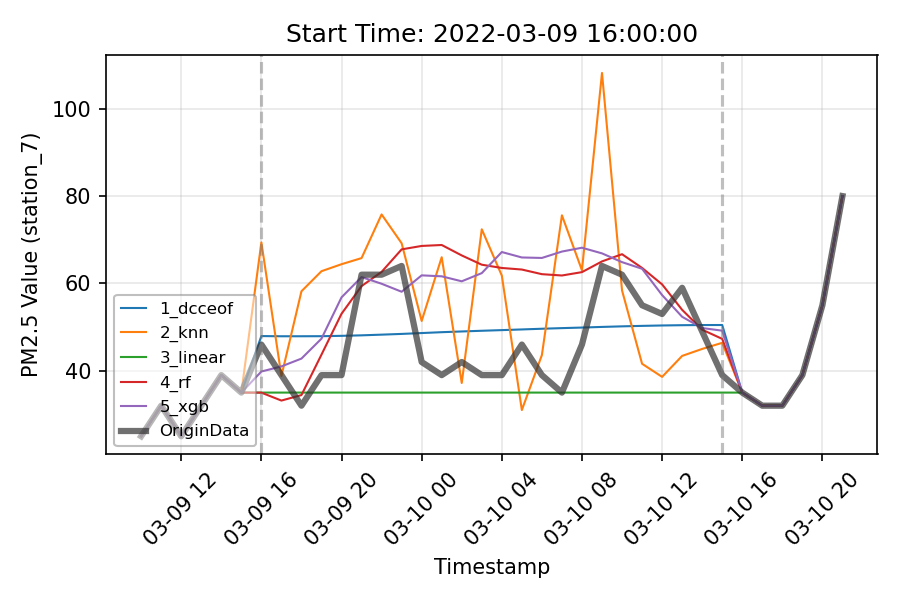 Start Time: 2022-03-09 16:00:00
PM2.5 Value (station_7)
100
80
60
40
1_dcceof
2_knn
3_linear
4_rf
5_xgb
OriginData
03-09 12
03-09 16
03-09 20
03-10 00
03-10 04
03-10 08
03-10 12
03-10 16
03-10 20
Timestamp